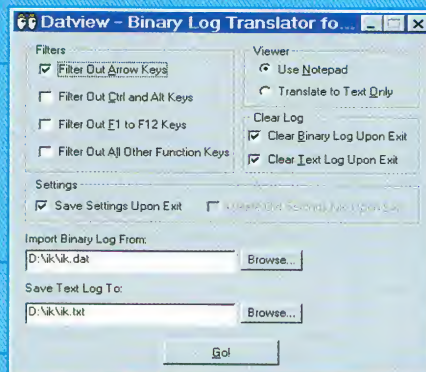 Datview - Binary Log Translator fo...
Filters
Filter Out Arrow Keys
Filter Out Ctrl and Alt Keys
Filter Out F1 to F12 Keys
Filter Out All Other Function Keys
Viewer
Use Notepad
Translate to Text Only
Clear Log
Clear Binary Log Upon Exit
Clear Text Log Upon Exit
Settings
Save Settings Upon Exit
Upon Exit
Import Binary Log From:
D:\ik\ik.dat
Browse...
Save Text Log To:
D:\ik\ik.txt
Browse...
Go!